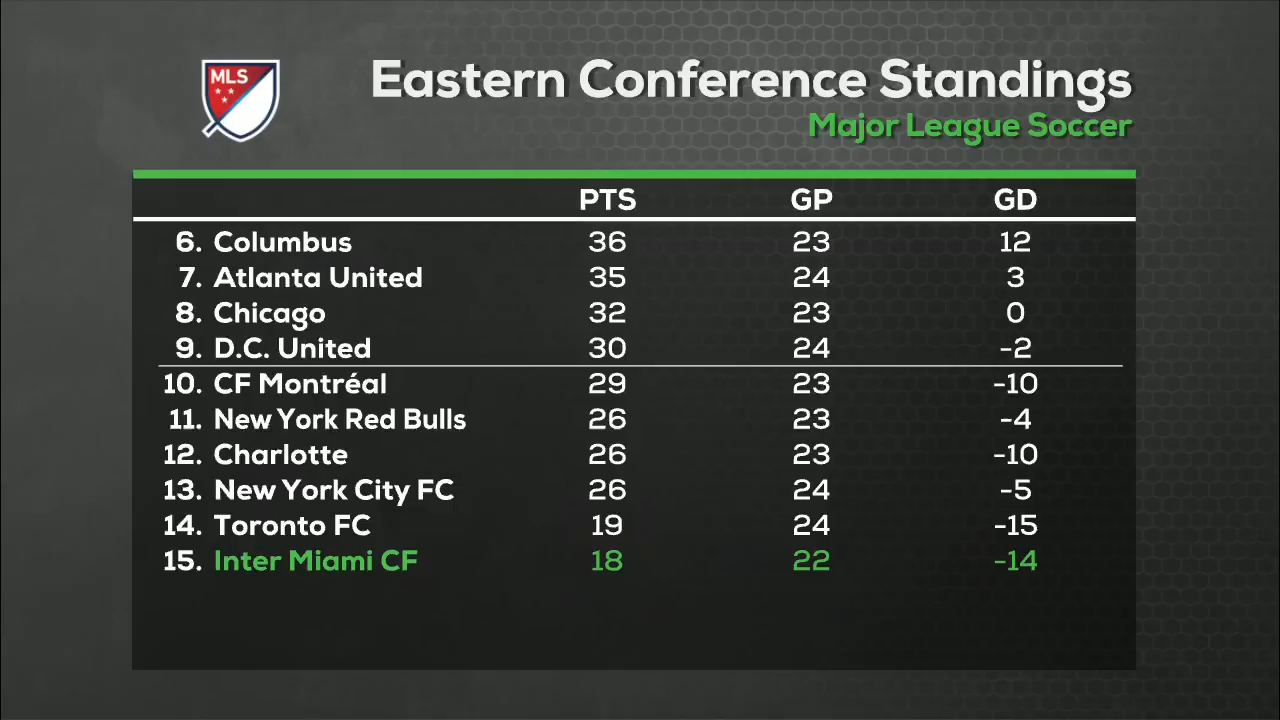 MLS
Eastern Conference Standings
Major League Soccer
PTS GP GD
6. Columbus 36 23 12
7. Atlanta United 35 24 3
8. Chicago 32 23 0
9. D.C. United 30 24 -2
10. CF Montréal 29 23 -10
11. New York Red Bulls 26 23 -4
12. Charlotte 26 23 -10
13. New York City FC 26 24 -5
14. Toronto FC 19 24 -15
15. Inter Miami CF 18 22 -14